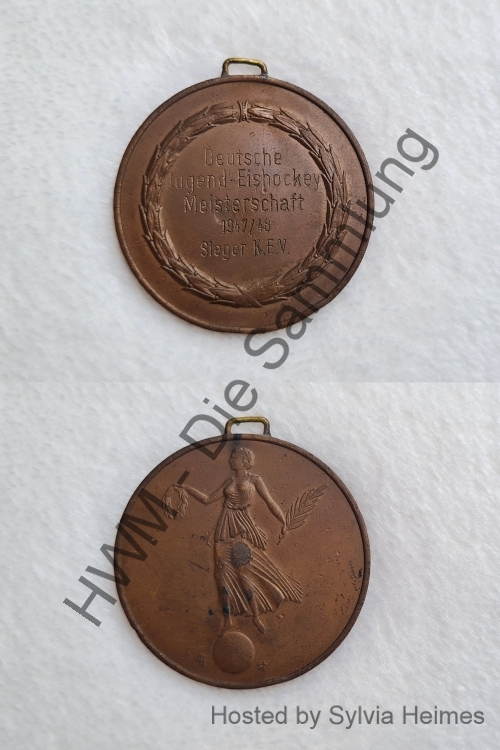 Deutsche
Jugend-Eishockey
Meisterschaft
1947/48
Sieger K.E.V.
HWM - Die Sammlung
Hosted by Sylvia Heimes